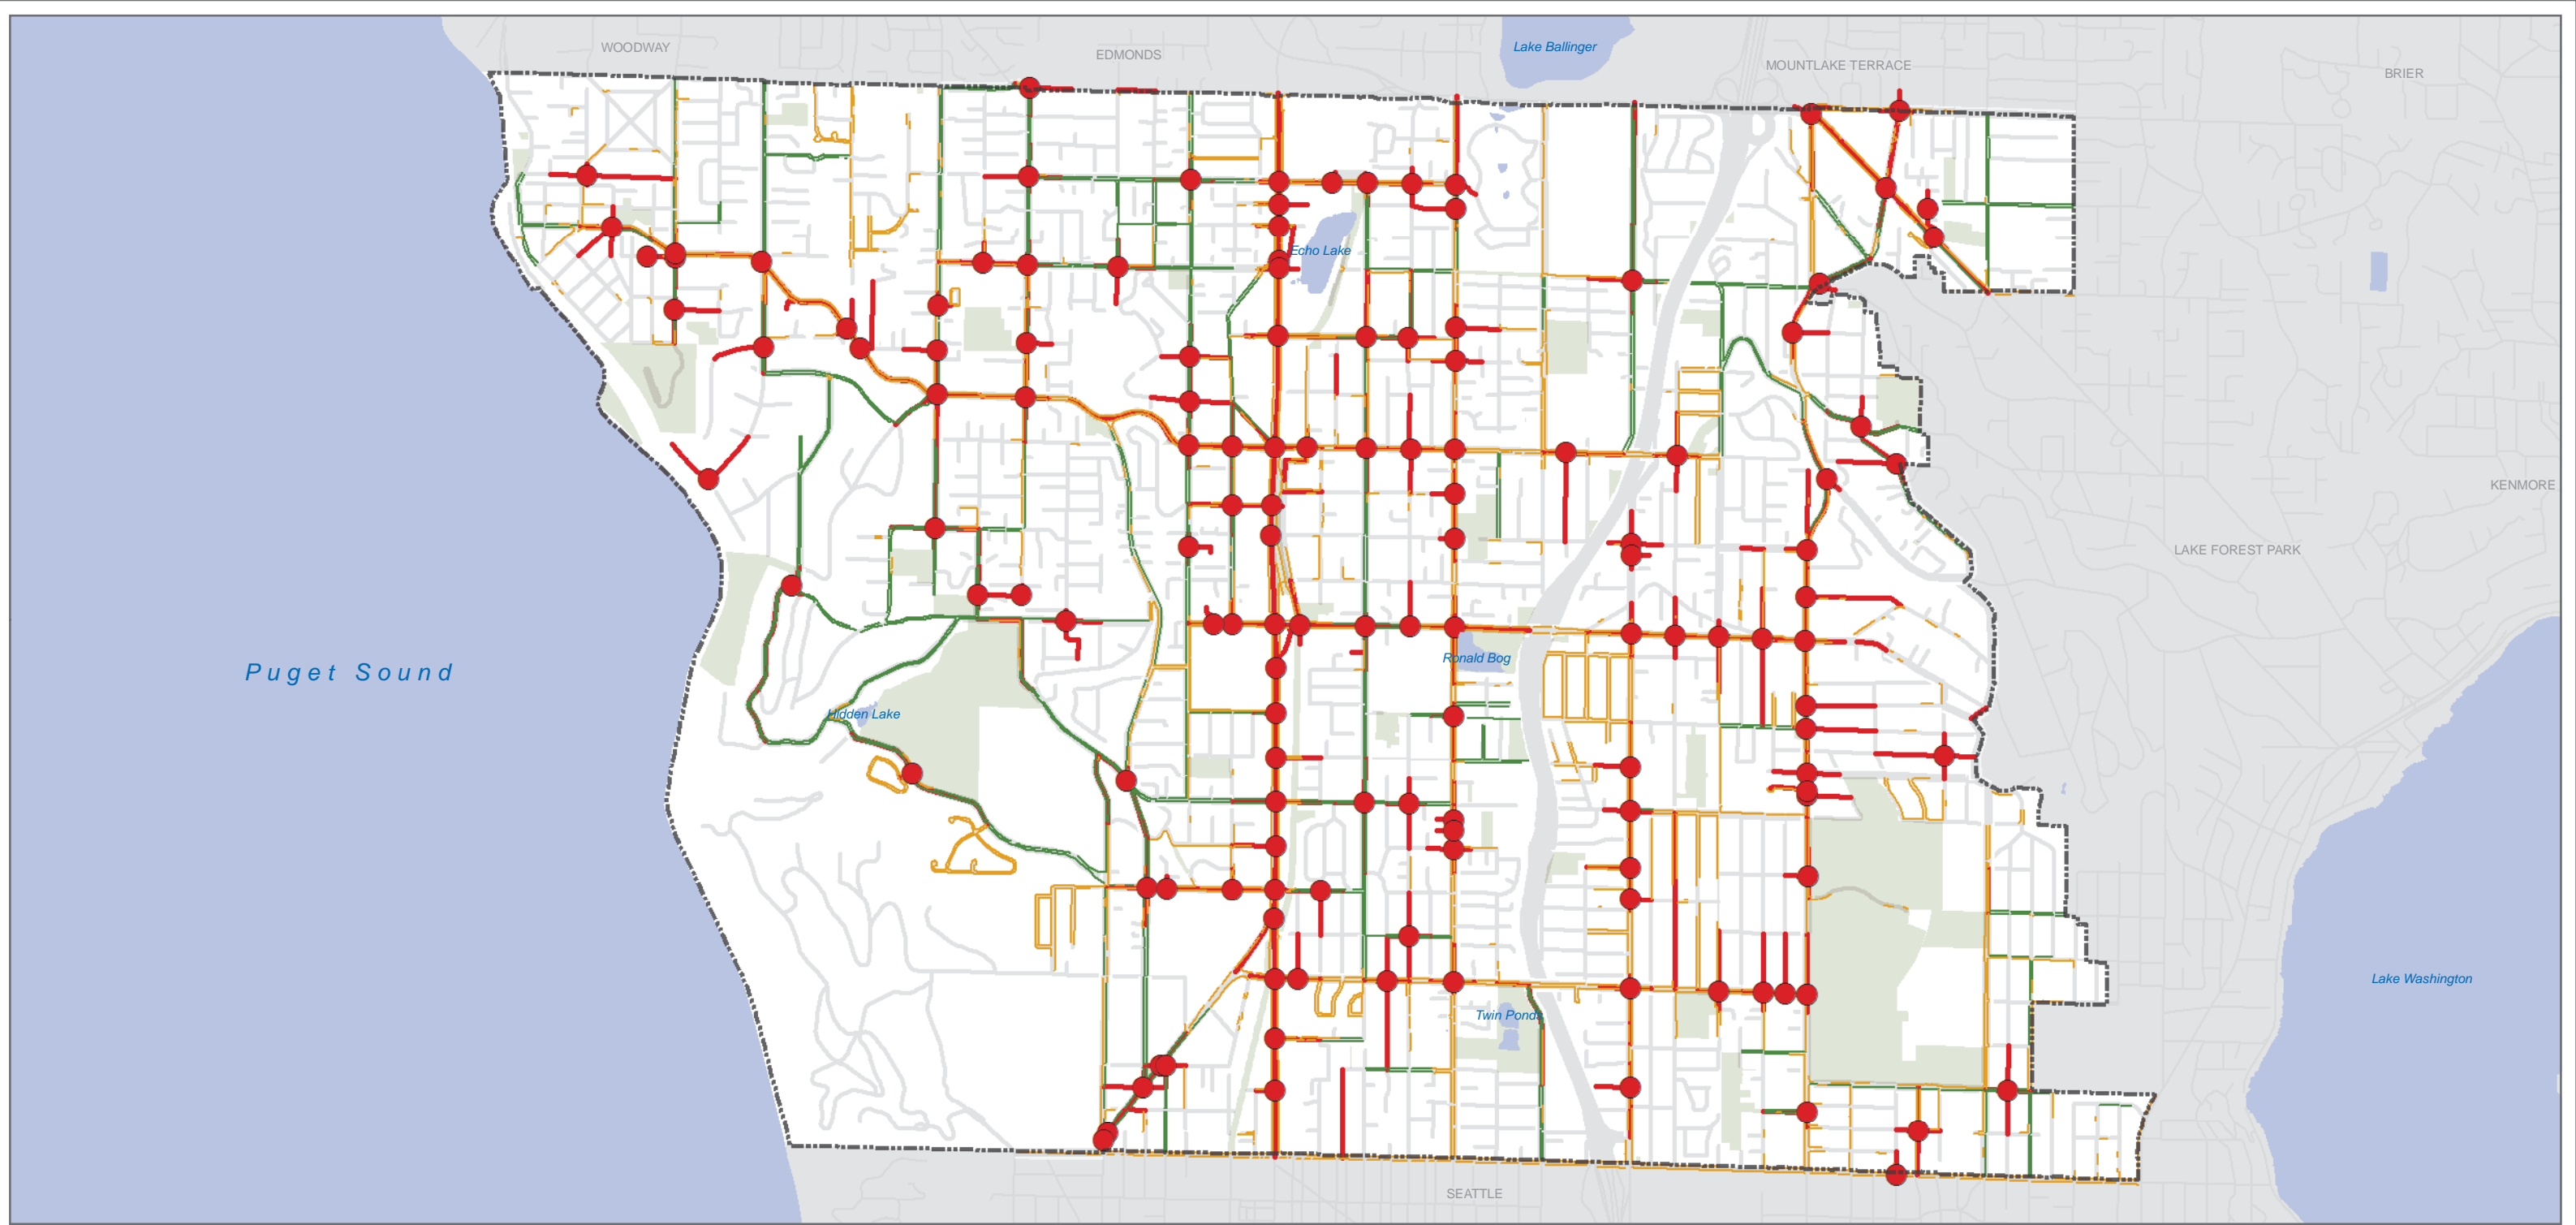 WOODWAY
EDMONDS
Lake Ballinger
MOUNTLAKE TERRACE
BRIER
Echo Lake
KENMORE
LAKE FOREST PARK
Puget Sound
Ronald Bog
Hidden Lake
Lake Washington
Twin Ponds
SEATTLE